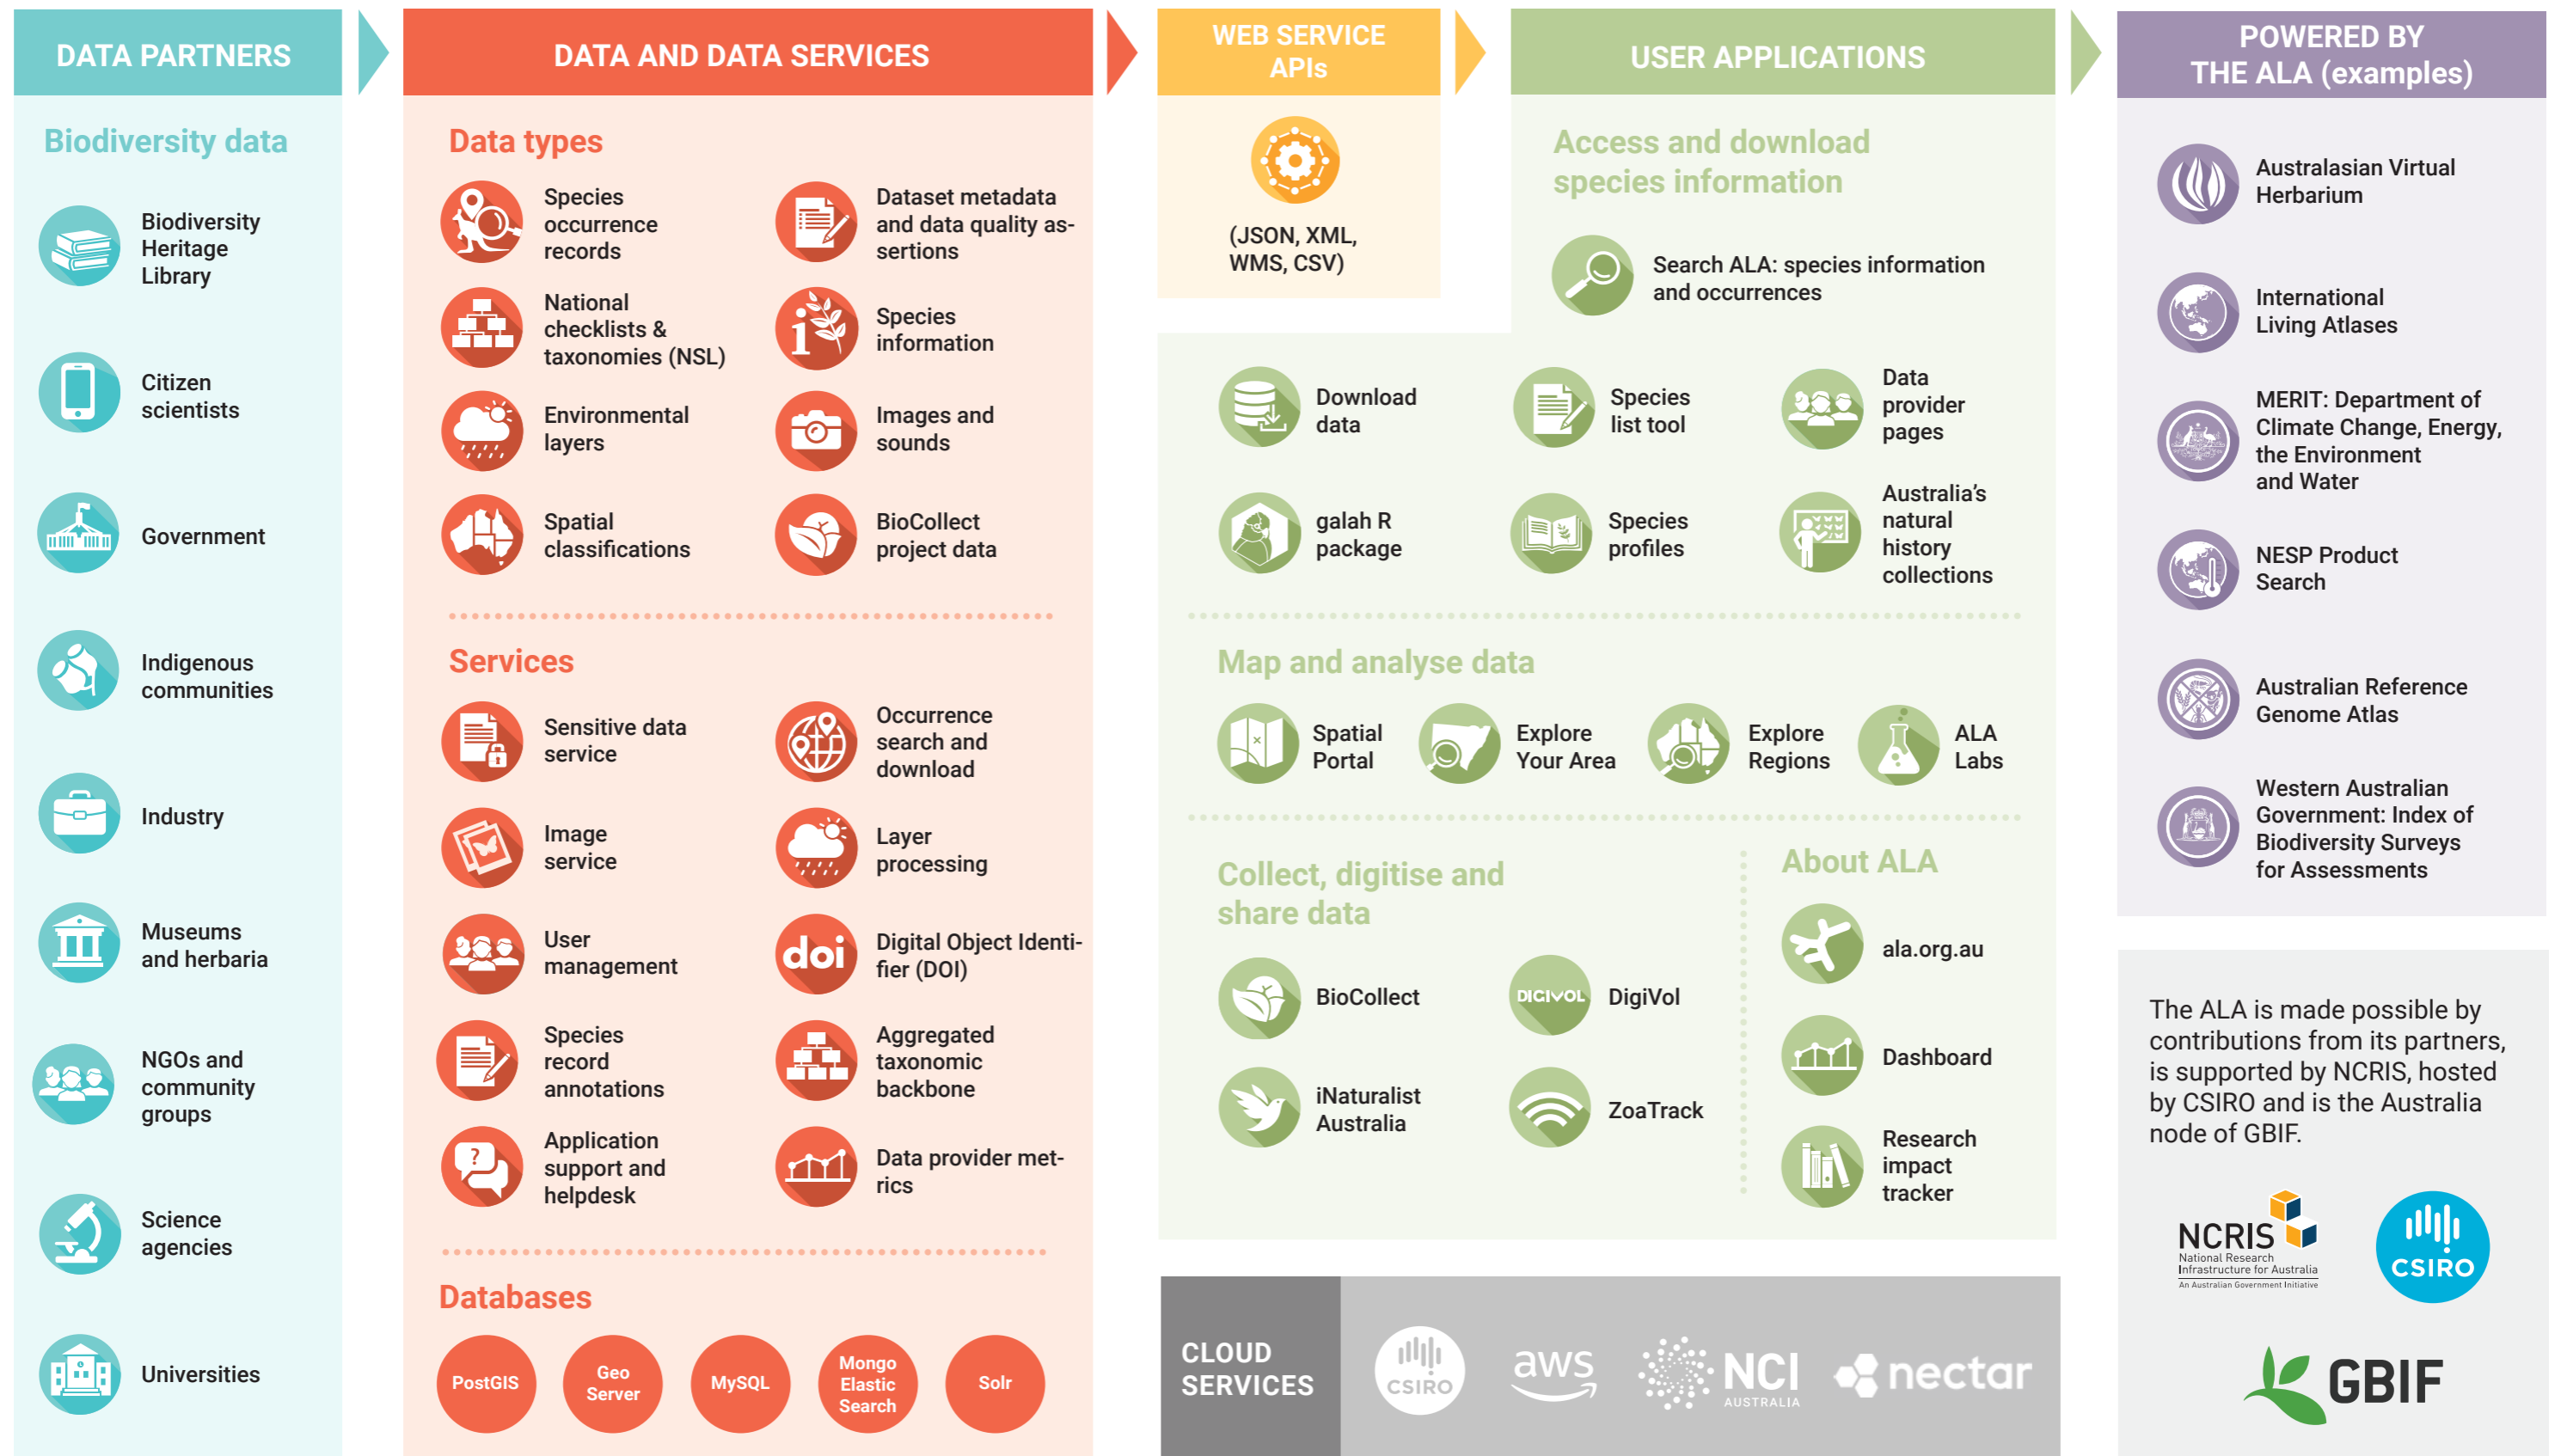 DATA PARTNERS
Biodiversity data
Biodiversity
Heritage
Library
Citizen
scientists
Government
Indigenous
communities
Industry
Museums
and herbaria
NGOs and
community
groups
Science
agencies
Universities
DATA AND DATA SERVICES
Data types
Species
occurrence
records
Dataset metadata
and data quality as-
sertions
National
checklists &
taxonomies (NSL)
i
Species
information
Environmental
layers
Images and
sounds
Spatial
classifications
BioCollect
project data
Services
Sensitive data
service
Occurrence
search and
download
Image
service
Layer
processing
User
management
doi
Digital Object Identi-
fier (DOI)
Species
record
annotations
Aggregated
taxonomic
backbone
?
Application
support and
helpdesk
Data provider met-
rics
Databases
PostGIS
Geo
Server
MySQL
Mongo
Elastic
Search
Solr
WEB SERVICE
APIs
(JSON, XML,
WMS, CSV)
USER APPLICATIONS
Access and download
species information
Search ALA: species information
and occurrences
Download
data
Species
list tool
Data
provider
pages
galah R
package
Species
profiles
Australia's
natural
history
collections
Map and analyse data
Spatial
Portal
Explore
Your Area
Explore
Regions
ALA
Labs
Collect, digitise and
share data
BioCollect
DIGIVOL
DigiVol
iNaturalist
Australia
ZoaTrack
About ALA
ala.org.au
Dashboard
Research
impact
tracker
CLOUD
SERVICES
CSIRO
aws
NCI
AUSTRALIA
nectar
POWERED BY
THE ALA (examples)
Australasian Virtual
Herbarium
International
Living Atlases
MERIT: Department of
Climate Change, Energy,
the Environment
and Water
NESP Product
Search
Australian Reference
Genome Atlas
Western Australian
Government: Index of
Biodiversity Surveys
for Assessments
The ALA is made possible by
contributions from its partners,
is supported by NCRIS, hosted
by CSIRO and is the Australia
node of GBIF.
NCRIS
National Research
Infrastructure for Australia
An Australian Government Initiative
CSIRO
GBIF